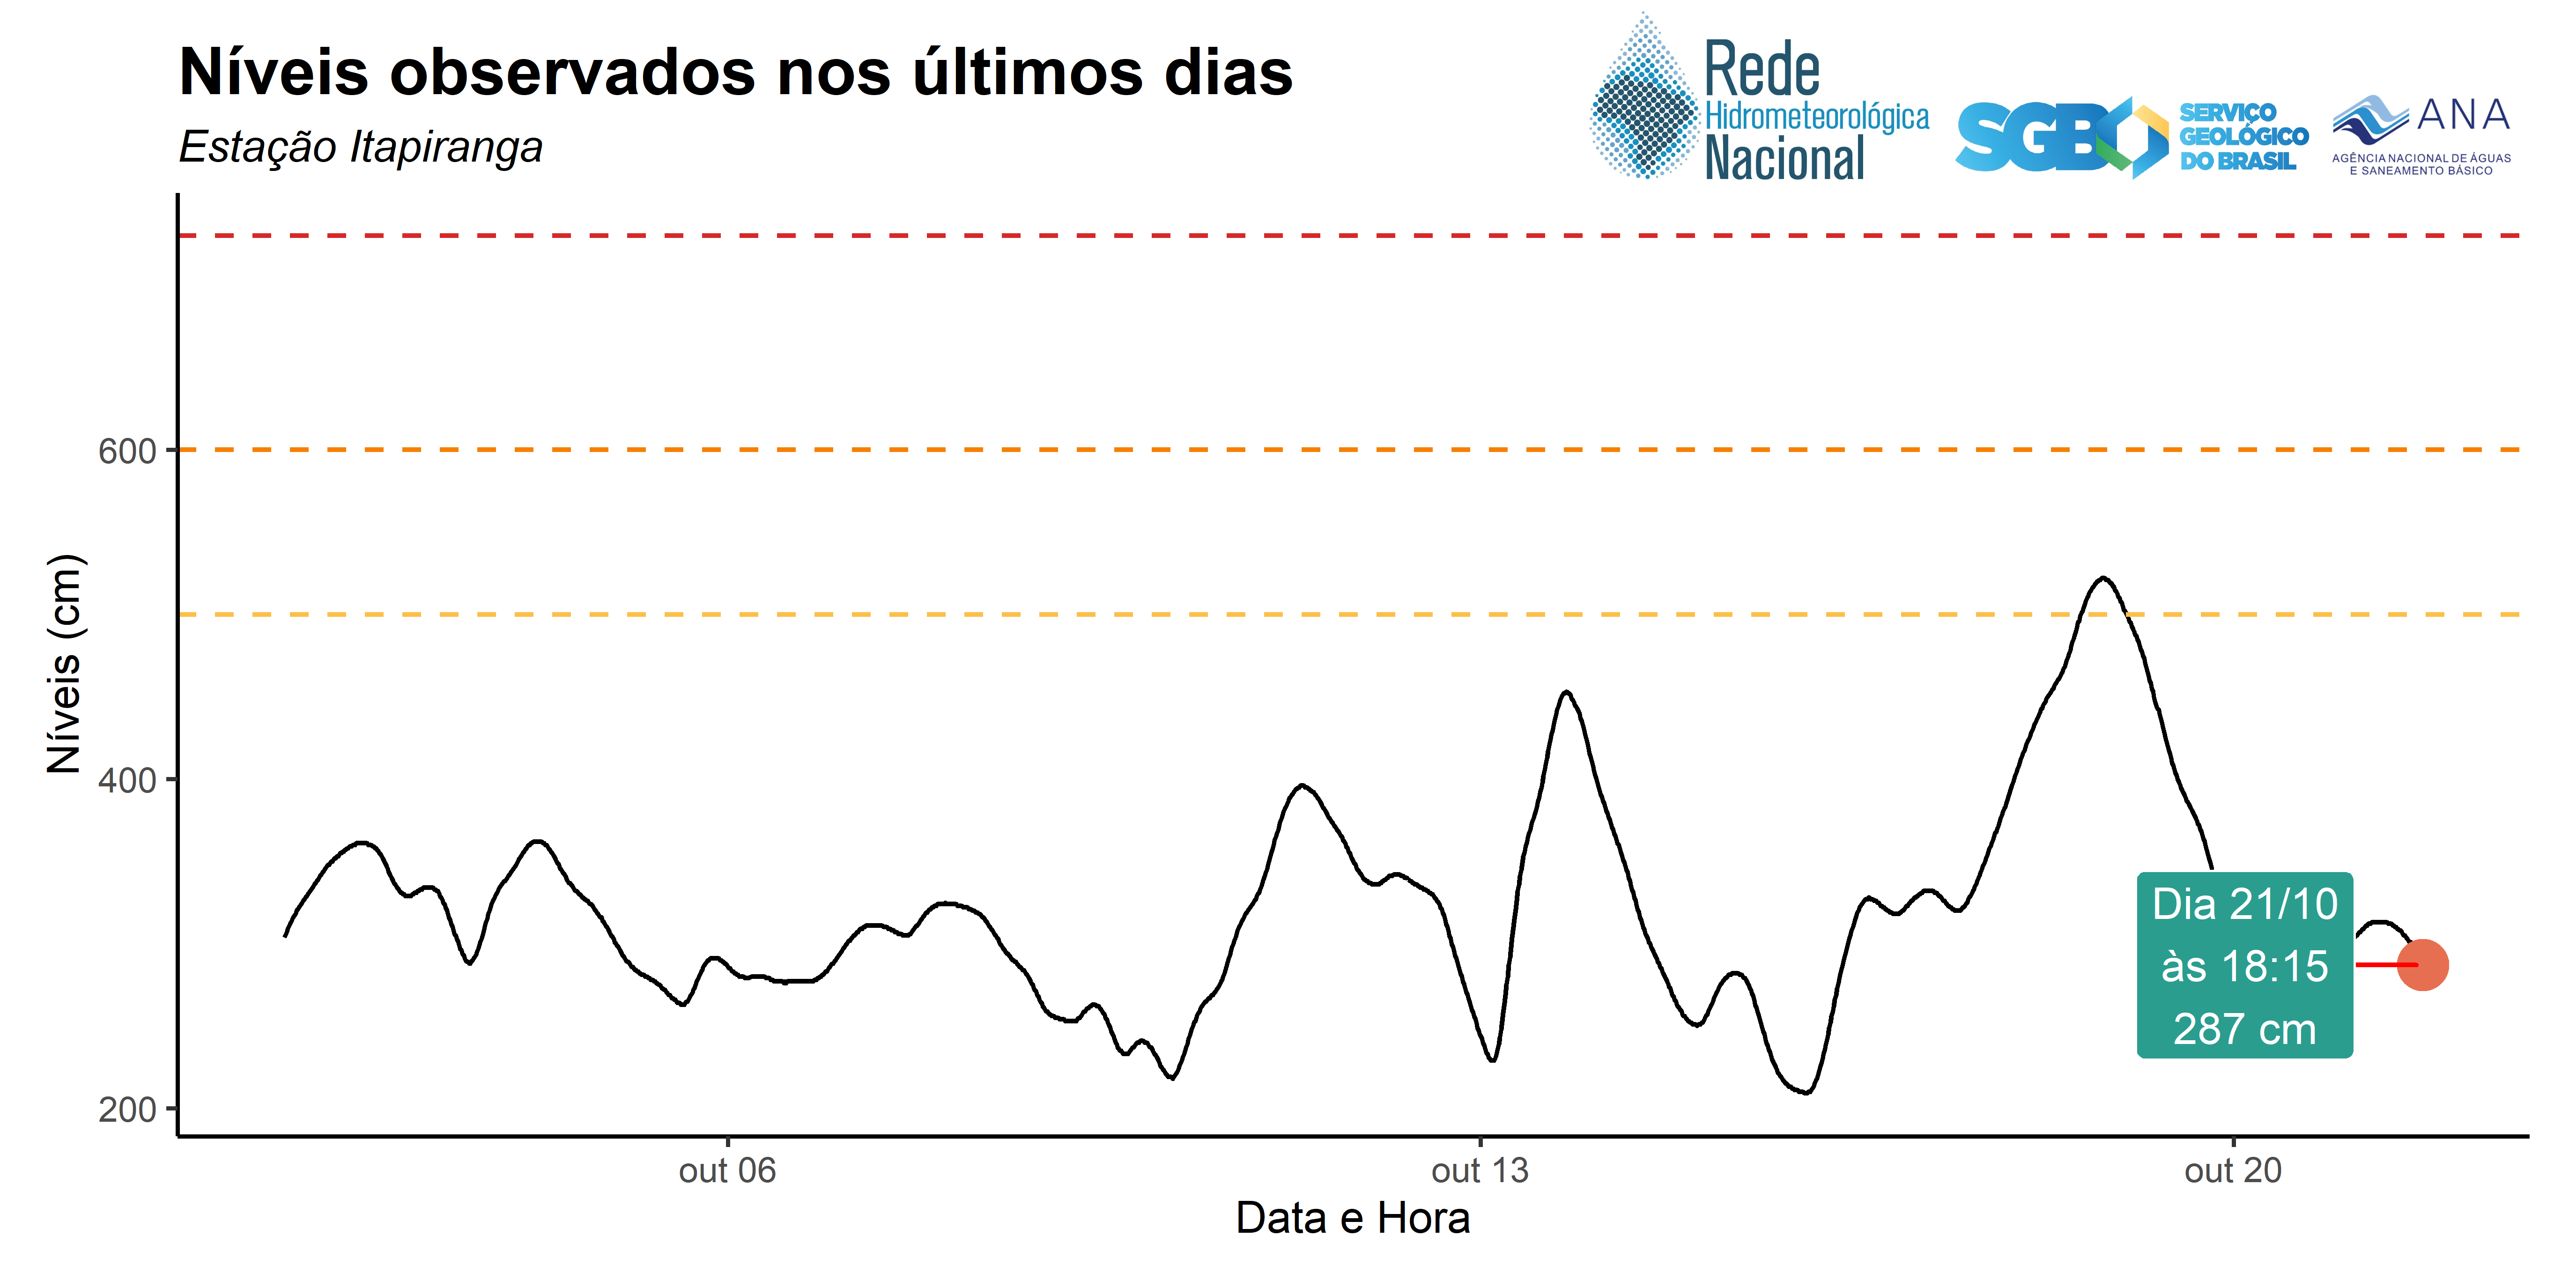 Níveis observados nos últimos dias
Estação Itapiranga
Rede
Hidrometeorológica
Nacional
SGB
SERVIÇO
GEOLÓGICO
DO BRASIL
ANA
AGÊNCIA NACIONAL DE ÁGUAS
E SANEAMENTO BÁSICO
Níveis (cm)
600
400
200
Dia 21/10
às 18:15
287 cm
out 06
out 13
out 20
Data e Hora